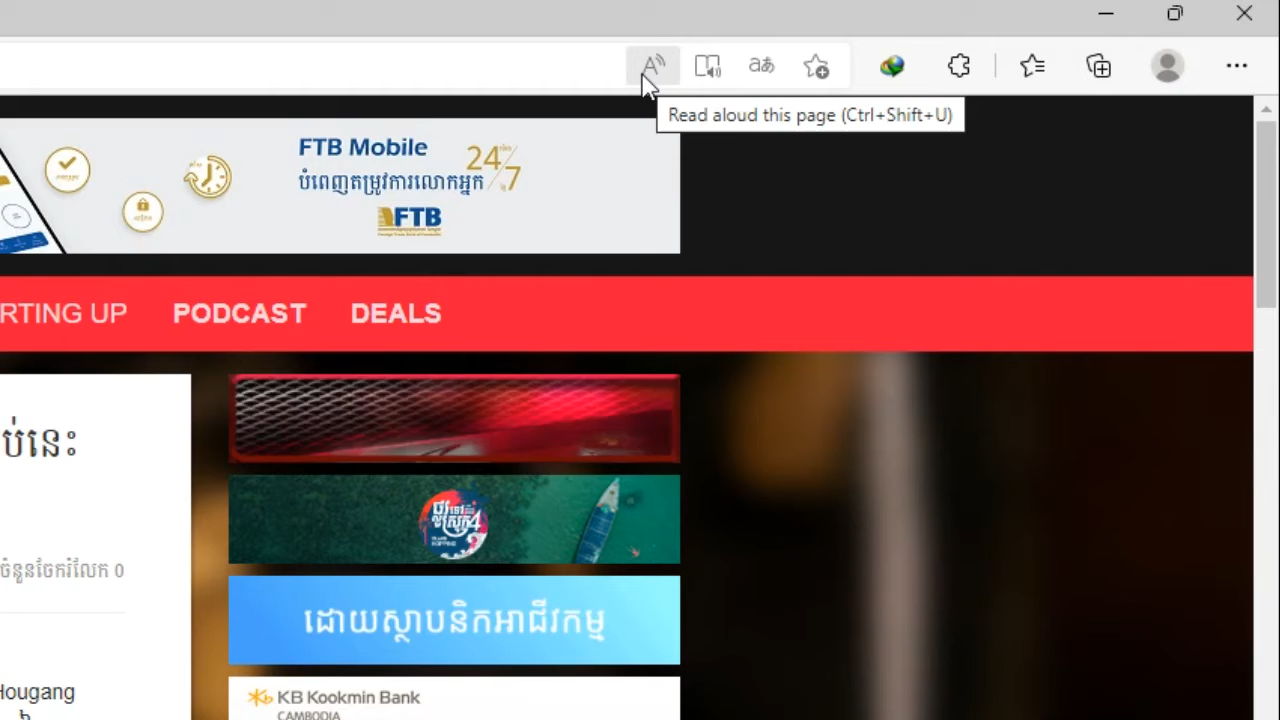 aあ
Read aloud this page (Ctrl+Shift+U)
FTB Mobile
24/7
បំពេញតម្រូវការលោកអ្នក
FTB
RTING UP
PODCAST
DEALS
ប់នេះ
ចំនួនចែករំលែក 0
ដោយស្ថាបនិកអាជីវកម្ម
Hougang
KB Kookmin Bank
CAMBODIA